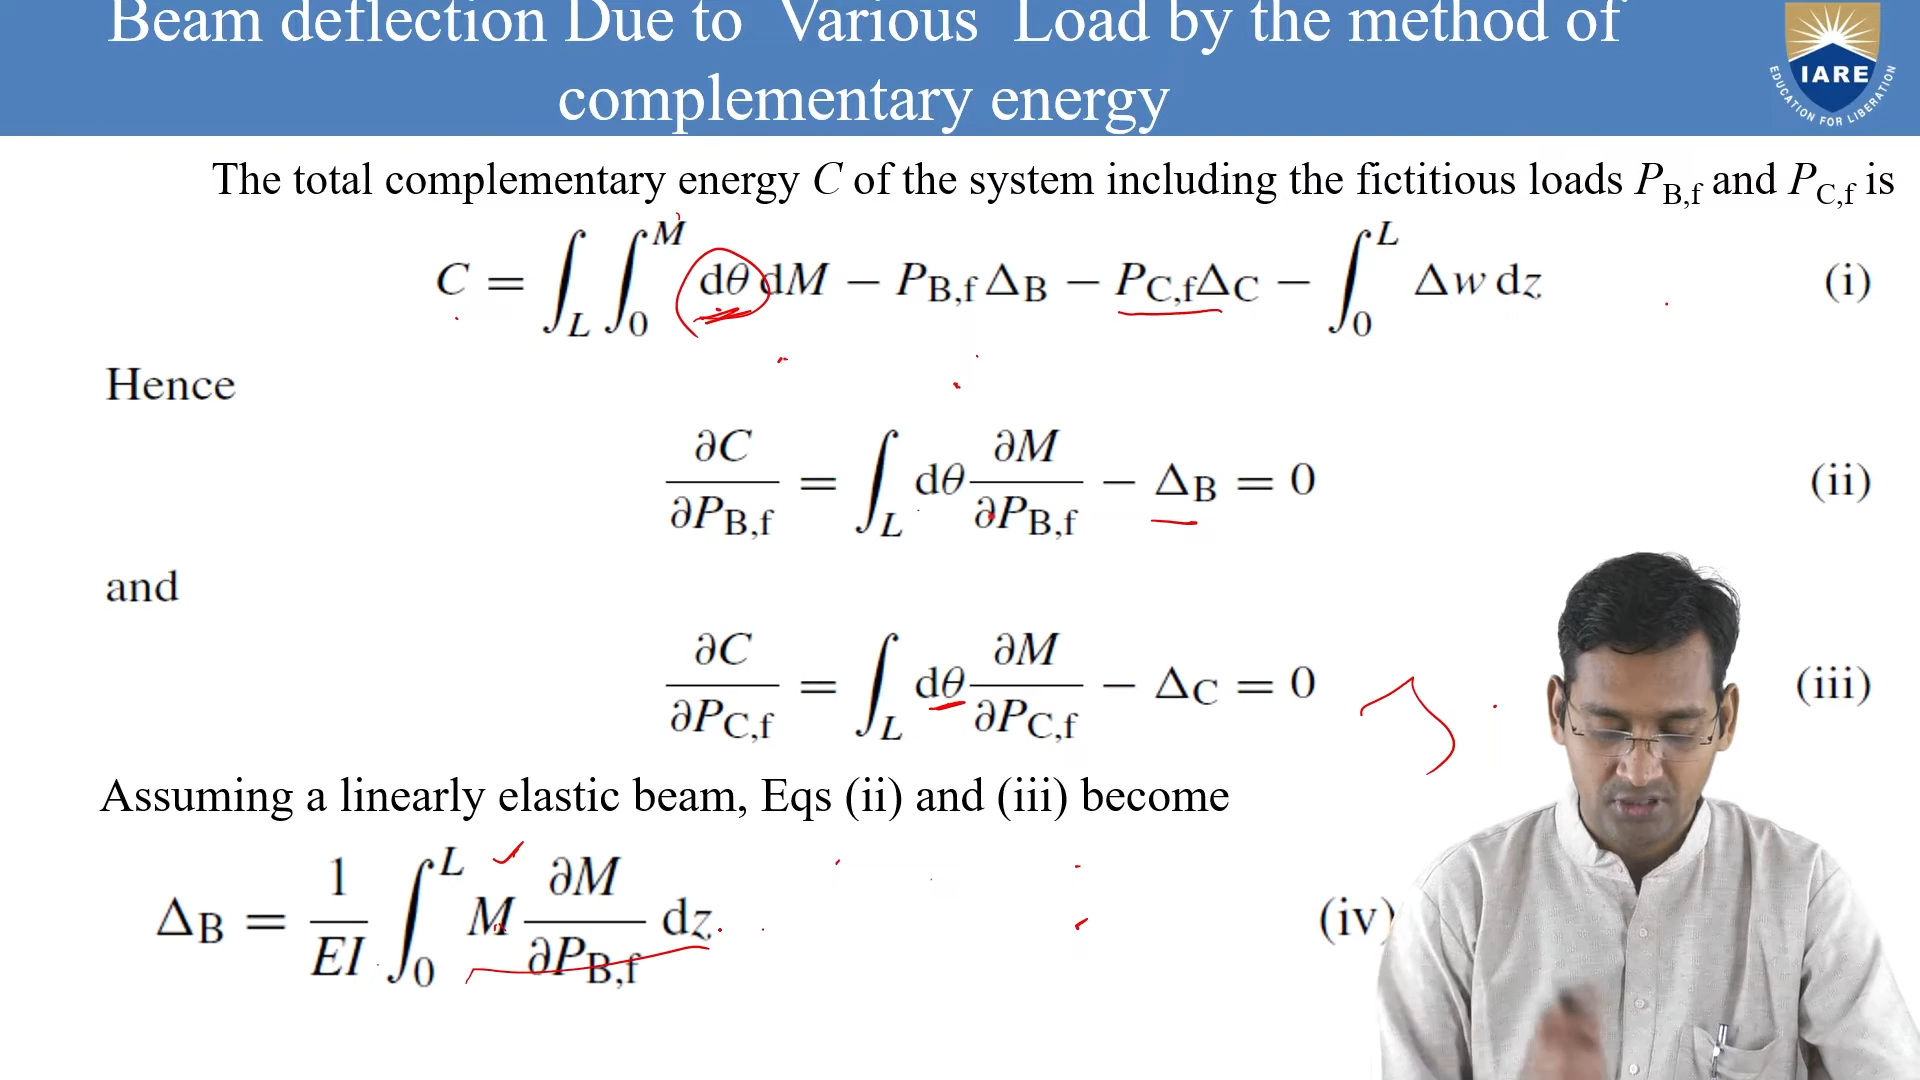 Beam deflection Due to Various Load by the method of
complementary energy
IARE
EDUCATION FOR LIBERATION
The total complementary energy C of the system including the fictitious loads P_B,f and P_C,f is
C = ∫_L ∫_0^M dθ dM − P_B,f Δ_B − P_C,f Δ_C − ∫_0^L Δw dz (i)
Hence
∂C/∂P_B,f = ∫_L dθ ∂M/∂P_B,f − Δ_B = 0 (ii)
and
∂C/∂P_C,f = ∫_L dθ ∂M/∂P_C,f − Δ_C = 0 (iii)
Assuming a linearly elastic beam, Eqs (ii) and (iii) become
Δ_B = 1/EI ∫_0^L M ∂M/∂P_B,f dz (iv)